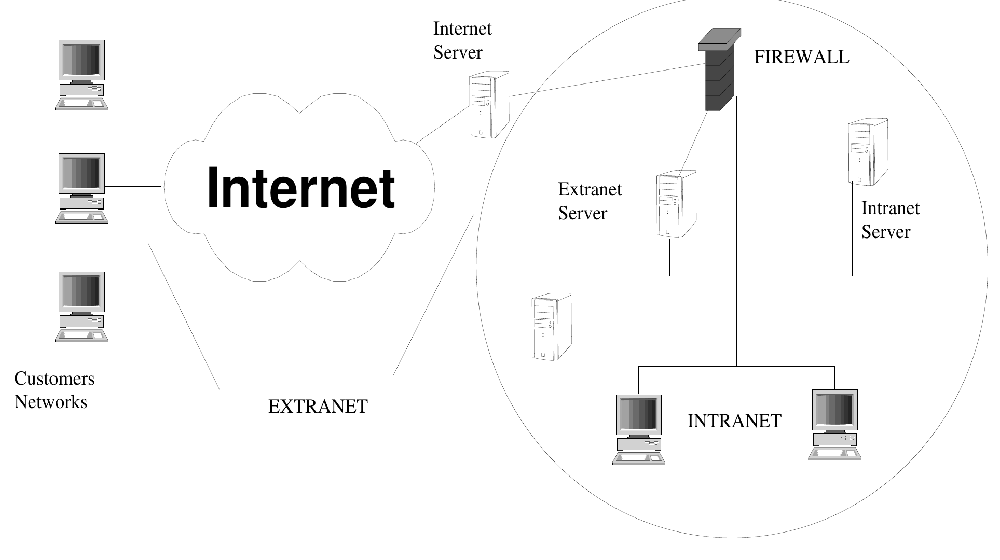 Internet
Server
FIREWALL
Internet
Extranet
Server
Intranet
Server
Customers
Networks
EXTRANET
INTRANET